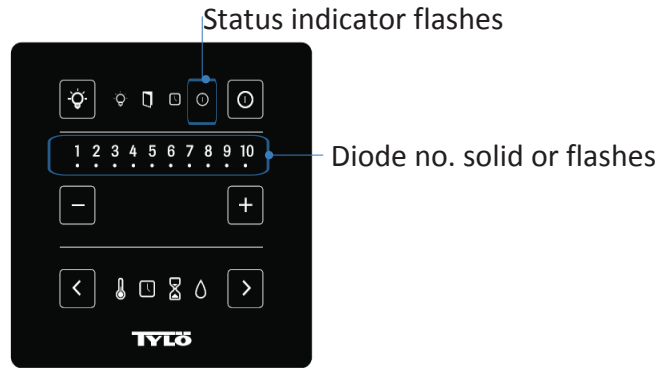 Status indicator flashes
1 2 3 4 5 6 7 8 9 10
Diode no. solid or flashes
TYLÖ